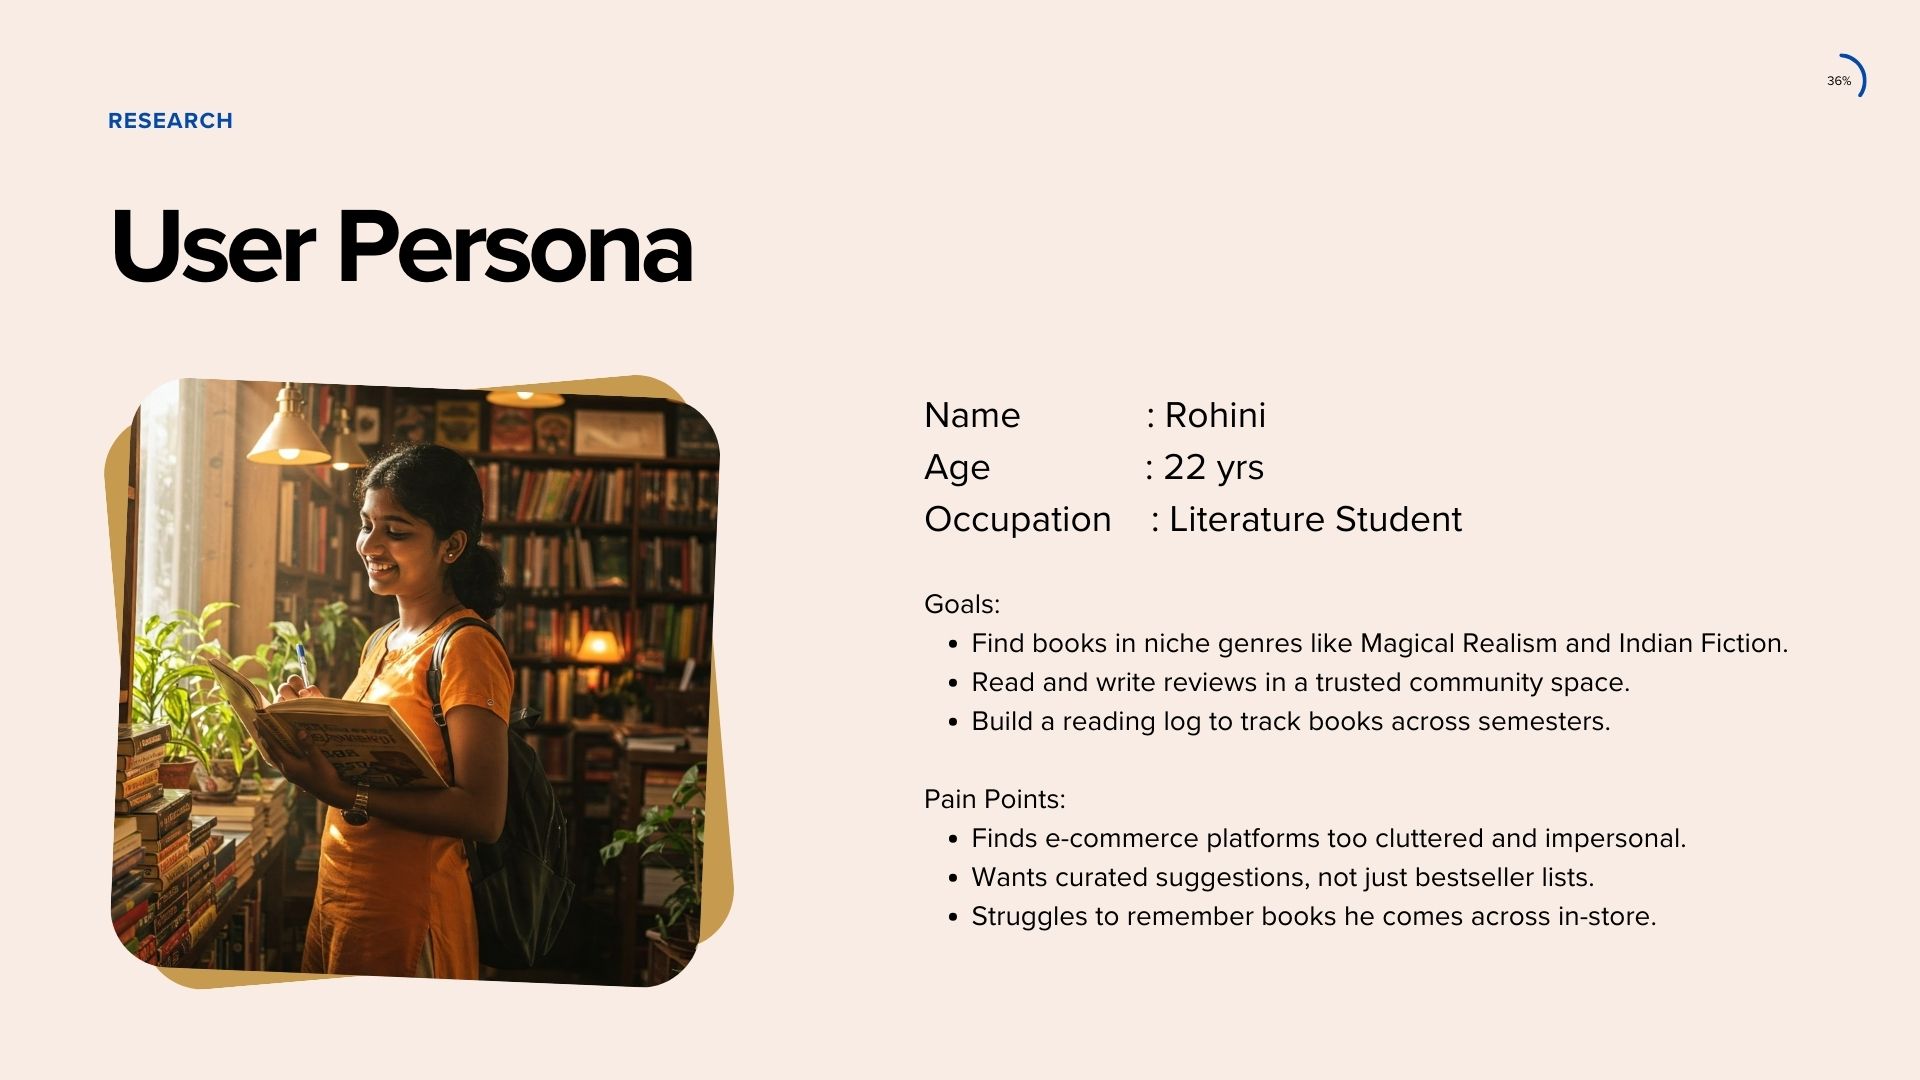 36%
RESEARCH
User Persona
Name : Rohini
Age : 22 yrs
Occupation : Literature Student
Goals:
• Find books in niche genres like Magical Realism and Indian Fiction.
• Read and write reviews in a trusted community space.
• Build a reading log to track books across semesters.
Pain Points:
• Finds e-commerce platforms too cluttered and impersonal.
• Wants curated suggestions, not just bestseller lists.
• Struggles to remember books he comes across in-store.